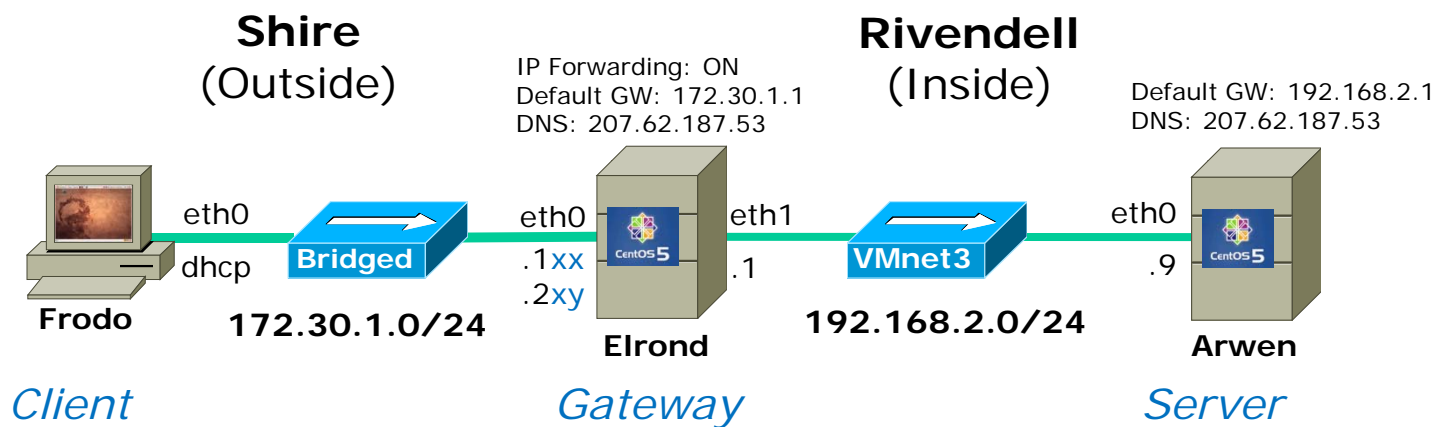 Shire
(Outside)
IP Forwarding: ON
Default GW: 172.30.1.1
DNS: 207.62.187.53
Rivendell
(Inside)
Default GW: 192.168.2.1
DNS: 207.62.187.53
eth0
dhcp
Bridged
eth0
.1xx
.2xy
CentOS 5
eth1
.1
VMnet3
eth0
.9
CentOS 5
Frodo
172.30.1.0/24
Elrond
192.168.2.0/24
Arwen
Client
Gateway
Server